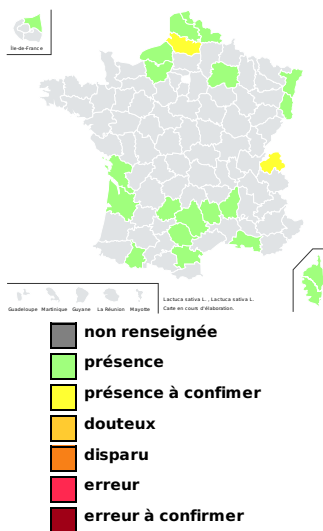 Île-de-France
Guadeloupe Martinique Guyane La Réunion Mayotte
Lactuca sativa L. , Lactuca sativa L.
Carte en cours d'élaboration.
non renseignée
présence
présence à confimer
douteux
disparu
erreur
erreur à confirmer